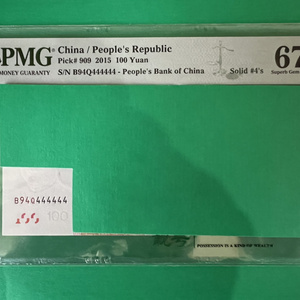 PMG
MONEY GUARANTY
China / People's Republic
Pick# 909 2015 100 Yuan
S/N B94Q444444 - People's Bank of China
Solid #4's
67
Superb Gem
B94Q444444
100
POSSESSION IS A KIND OF WEALTH